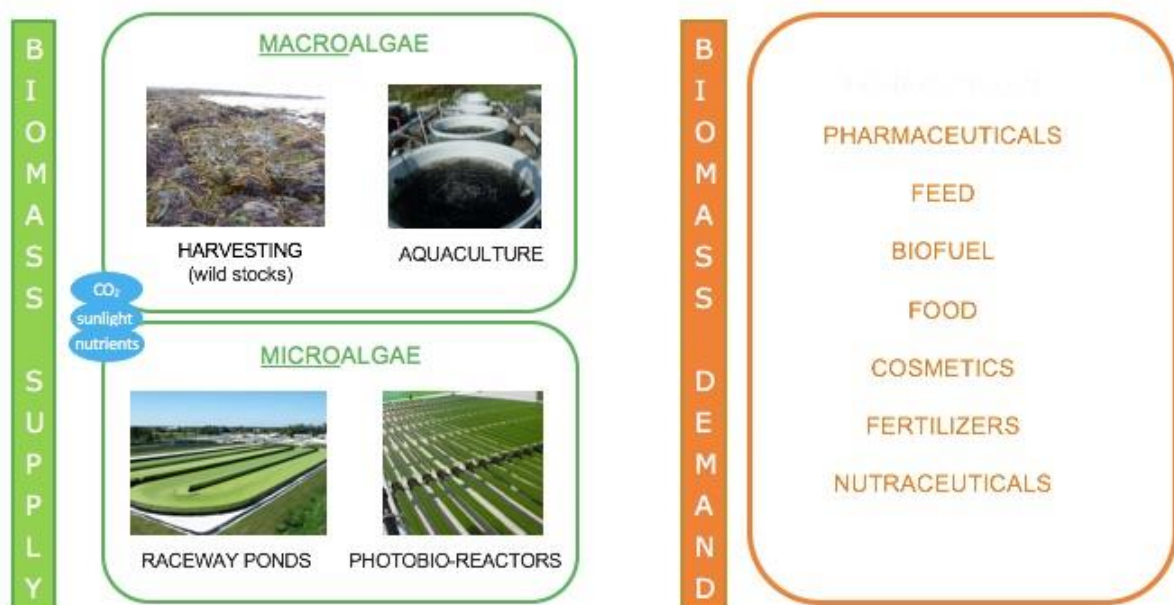 BIOMASS SUPPLY
MACROALGAE
HARVESTING
(wild stocks)
AQUACULTURE
CO₂
sunlight
nutrients
MICROALGAE
RACEWAY PONDS
PHOTOBIO-REACTORS
BIOMASS DEMAND
PHARMACEUTICALS
FEED
BIOFUEL
FOOD
COSMETICS
FERTILIZERS
NUTRACEUTICALS